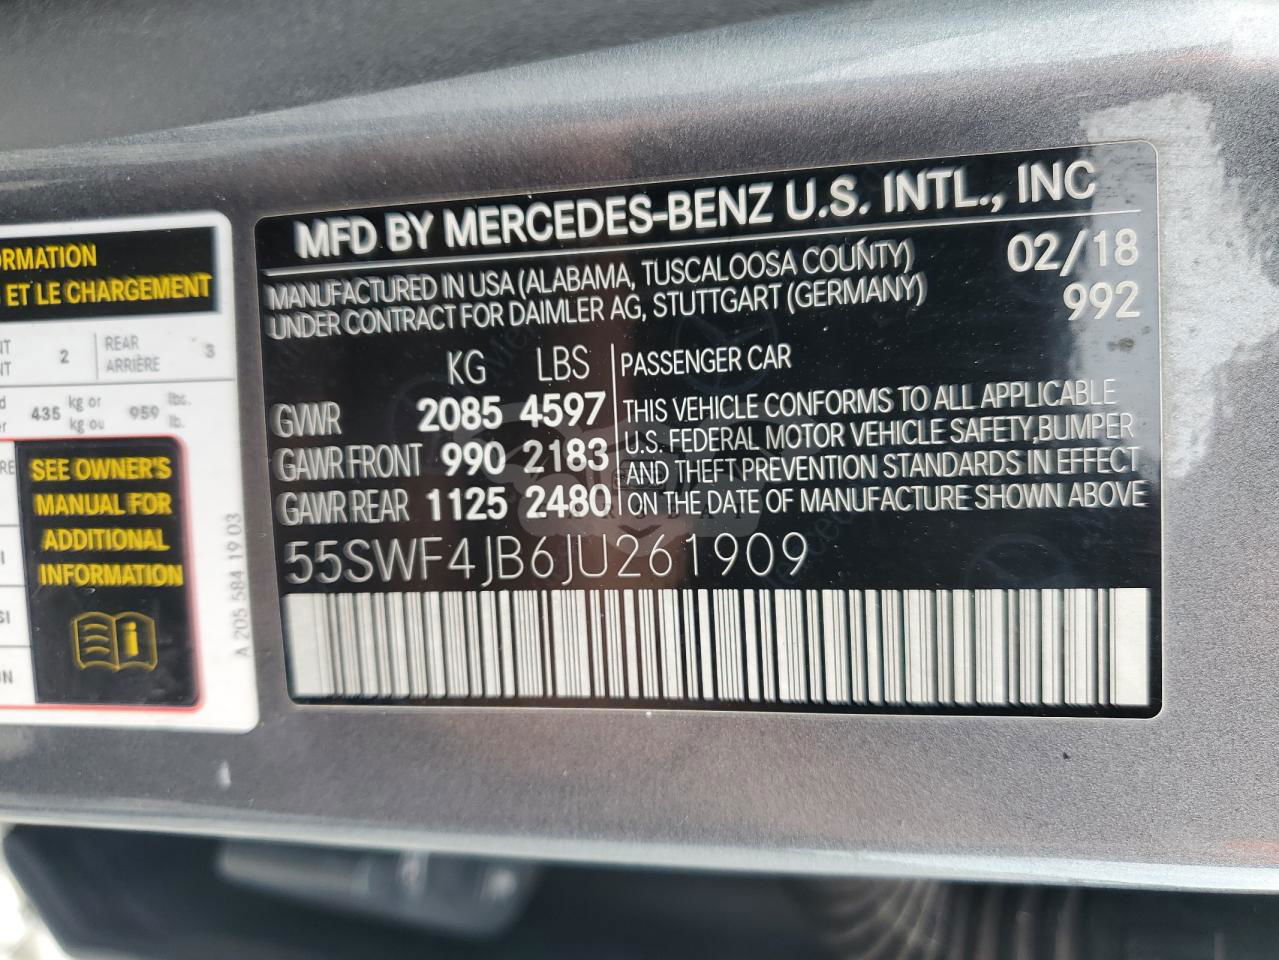 RMATION
ET LE CHARGEMENT
2
REAR
ARRIÈRE
3
435 kg or
kg ou
959 lbs.
lb.
SEE OWNER'S
MANUAL FOR
ADDITIONAL
INFORMATION
A 205 584 19 03
MFD BY MERCEDES-BENZ U.S. INTL., INC
MANUFACTURED IN USA (ALABAMA, TUSCALOOSA COUNTY) 02/18
UNDER CONTRACT FOR DAIMLER AG, STUTTGART (GERMANY) 992
KG LBS PASSENGER CAR
GVWR 2085 4597 THIS VEHICLE CONFORMS TO ALL APPLICABLE
U.S. FEDERAL MOTOR VEHICLE SAFETY,BUMPER
GAWR FRONT 990 2183 AND THEFT PREVENTION STANDARDS IN EFFECT
GAWR REAR 1125 2480 ON THE DATE OF MANUFACTURE SHOWN ABOVE
55SWF4JB6JU261909